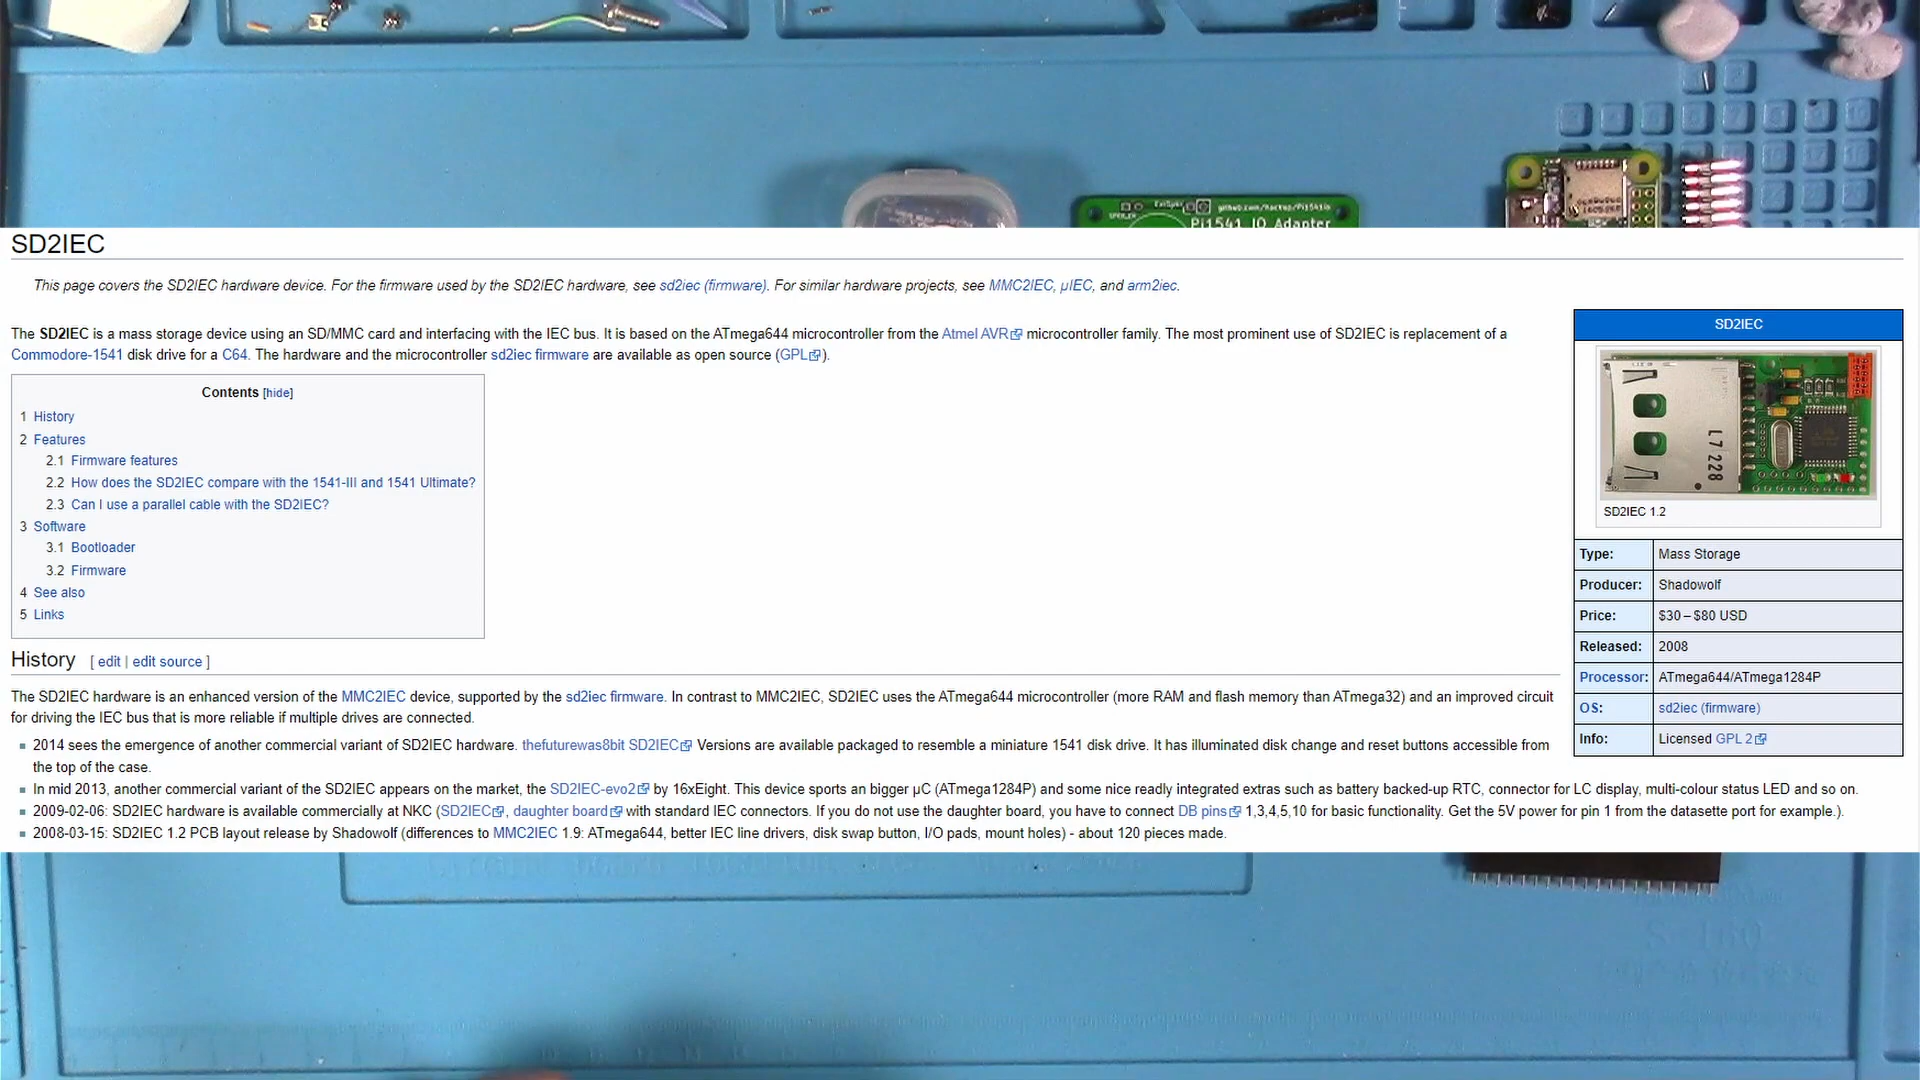 github.com/hackup/Pi1541io
Pi1541 IO Adapter
SD2IEC
This page covers the SD2IEC hardware device. For the firmware used by the SD2IEC hardware, see sd2iec (firmware). For similar hardware projects, see MMC2IEC, µIEC, and arm2iec.
The SD2IEC is a mass storage device using an SD/MMC card and interfacing with the IEC bus. It is based on the ATmega644 microcontroller from the Atmel AVR microcontroller family. The most prominent use of SD2IEC is replacement of a
Commodore-1541 disk drive for a C64. The hardware and the microcontroller sd2iec firmware are available as open source (GPL).
Contents [hide]
1 History
2 Features
2.1 Firmware features
2.2 How does the SD2IEC compare with the 1541-III and 1541 Ultimate?
2.3 Can I use a parallel cable with the SD2IEC?
3 Software
3.1 Bootloader
3.2 Firmware
4 See also
5 Links
SD2IEC
L7/228
SD2IEC 1.2
Type: Mass Storage
Producer: Shadowolf
Price: $30 – $80 USD
Released: 2008
Processor: ATmega644/ATmega1284P
OS: sd2iec (firmware)
Info: Licensed GPL 2
History [ edit | edit source ]
The SD2IEC hardware is an enhanced version of the MMC2IEC device, supported by the sd2iec firmware. In contrast to MMC2IEC, SD2IEC uses the ATmega644 microcontroller (more RAM and flash memory than ATmega32) and an improved circuit
for driving the IEC bus that is more reliable if multiple drives are connected.
2014 sees the emergence of another commercial variant of SD2IEC hardware. thefuturewas8bit SD2IEC Versions are available packaged to resemble a miniature 1541 disk drive. It has illuminated disk change and reset buttons accessible from
the top of the case.
In mid 2013, another commercial variant of the SD2IEC appears on the market, the SD2IEC-evo2 by 16xEight. This device sports an bigger µC (ATmega1284P) and some nice readily integrated extras such as battery backed-up RTC, connector for LC display, multi-colour status LED and so on.
2009-02-06: SD2IEC hardware is available commercially at NKC (SD2IEC, daughter board with standard IEC connectors. If you do not use the daughter board, you have to connect DB pins 1,3,4,5,10 for basic functionality. Get the 5V power for pin 1 from the datasette port for example.).
2008-03-15: SD2IEC 1.2 PCB layout release by Shadowolf (differences to MMC2IEC 1.9: ATmega644, better IEC line drivers, disk swap button, I/O pads, mount holes) - about 120 pieces made.